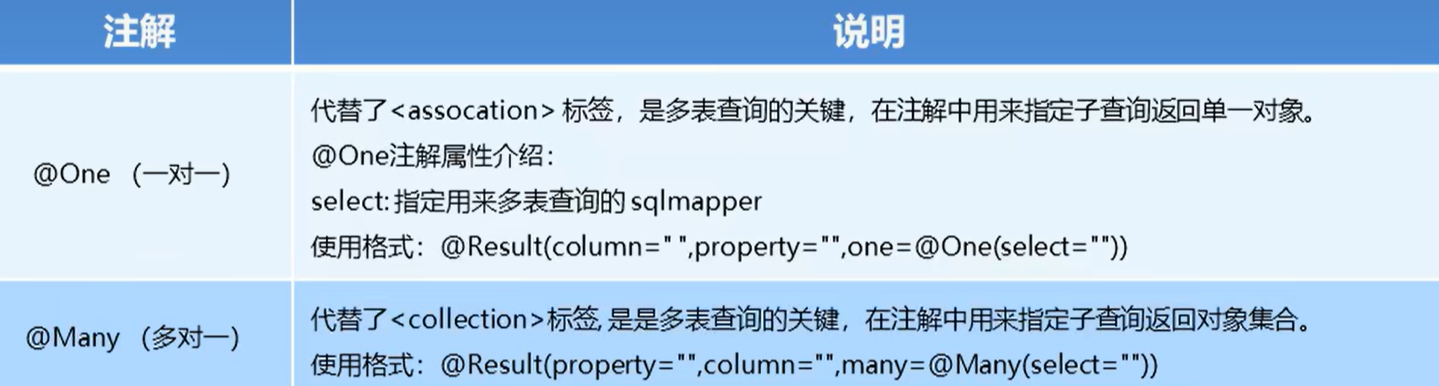 注解
说明
@One （一对一）
代替了<assocation> 标签，是多表查询的关键，在注解中用来指定子查询返回单一对象。
@One注解属性介绍：
select: 指定用来多表查询的 sqlmapper
使用格式：@Result(column=" ",property="",one=@One(select=""))
@Many （多对一）
代替了<collection>标签, 是是多表查询的关键，在注解中用来指定子查询返回对象集合。
使用格式：@Result(property="",column="",many=@Many(select=""))